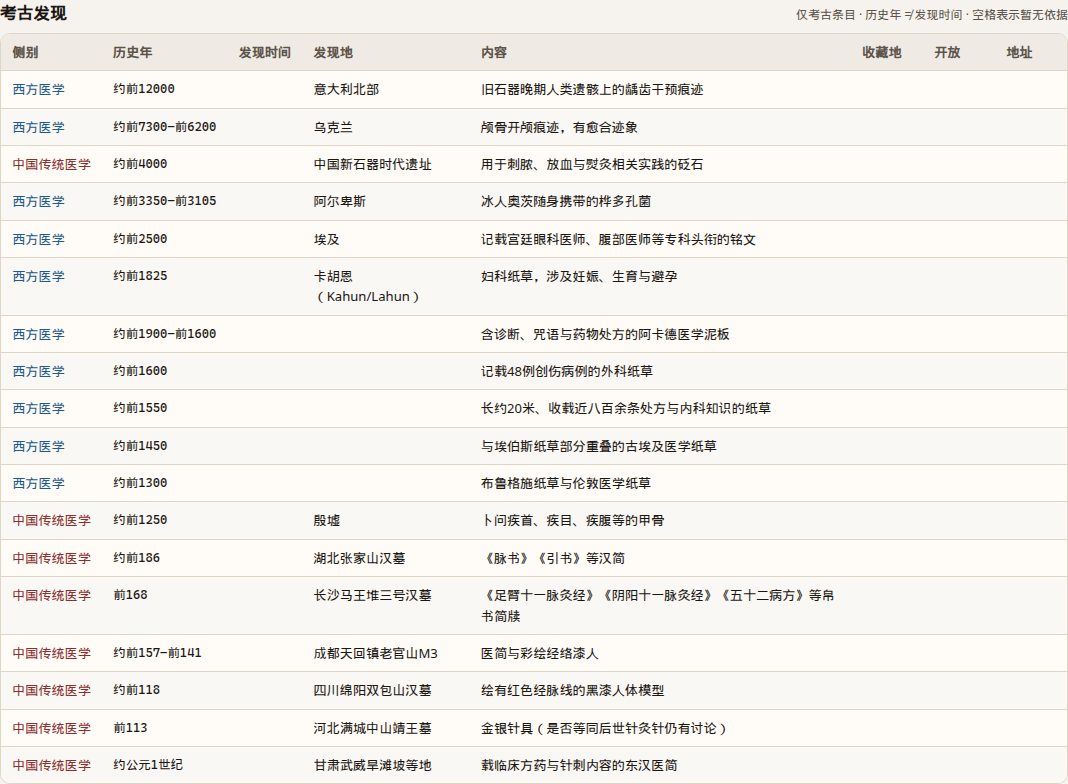 考古发现
仅考古条目 · 历史年 ≠ 发现时间 · 空格表示暂无依据
侧别 历史年 发现时间 发现地 内容 收藏地 开放 地址
西方医学 约前12000 意大利北部 旧石器晚期人类遗骸上的龋齿干预痕迹
西方医学 约前7300–前6200 乌克兰 颅骨开颅痕迹，有愈合迹象
中国传统医学 约前4000 中国新石器时代遗址 用于刺脓、放血与熨灸相关实践的砭石
西方医学 约前3350–前3105 阿尔卑斯 冰人奥茨随身携带的桦多孔菌
西方医学 约前2500 埃及 记载宫廷眼科医师、腹部医师等专科头衔的铭文
西方医学 约前1825 卡胡恩 妇科纸草，涉及妊娠、生育与避孕
（Kahun/Lahun）
西方医学 约前1900–前1600 含诊断、咒语与药物处方的阿卡德医学泥板
西方医学 约前1600 记载48例创伤病例的外科纸草
西方医学 约前1550 长约20米、收载近八百余条处方与内科知识的纸草
西方医学 约前1450 与埃伯斯纸草部分重叠的古埃及医学纸草
西方医学 约前1300 布鲁格施纸草与伦敦医学纸草
中国传统医学 约前1250 殷墟 卜问疾首、疾目、疾腹等的甲骨
中国传统医学 约前186 湖北张家山汉墓 《脉书》《引书》等汉简
中国传统医学 前168 长沙马王堆三号汉墓 《足臂十一脉灸经》《阴阳十一脉灸经》《五十二病方》等帛
书简牍
中国传统医学 约前157–前141 成都天回镇老官山M3 医简与彩绘经络漆人
中国传统医学 约前118 四川绵阳双包山汉墓 绘有红色经脉线的黑漆人体模型
中国传统医学 前113 河北满城中山靖王墓 金银针具（是否等同后世针灸针仍有讨论）
中国传统医学 约公元1世纪 甘肃武威旱滩坡等地 载临床方药与针刺内容的东汉医简